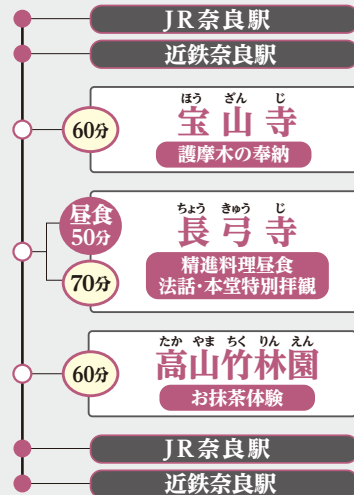 JR奈良駅
近鉄奈良駅
ほう ざん じ
60分
宝山寺
護摩木の奉納
ちょう きゅう じ
昼食
50分
長弓寺
精進料理昼食
70分
法話・本堂特別拝観
たか やま ちく りん えん
60分
高山竹林園
お抹茶体験
JR奈良駅
近鉄奈良駅